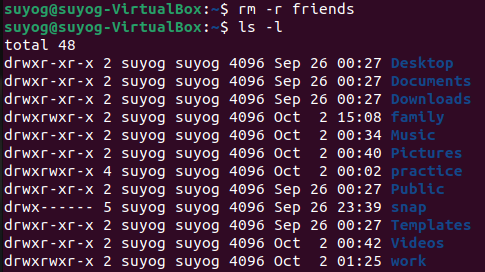 suyog@suyog-VirtualBox:~$ rm -r friends
suyog@suyog-VirtualBox:~$ ls -l
total 48
drwxr-xr-x 2 suyog suyog 4096 Sep 26 00:27 Desktop
drwxr-xr-x 2 suyog suyog 4096 Sep 26 00:27 Documents
drwxr-xr-x 2 suyog suyog 4096 Sep 26 00:27 Downloads
drwxrwxr-x 2 suyog suyog 4096 Oct  2 15:08 family
drwxr-xr-x 2 suyog suyog 4096 Oct  2 00:34 Music
drwxr-xr-x 2 suyog suyog 4096 Oct  2 00:40 Pictures
drwxrwxr-x 4 suyog suyog 4096 Oct  2 00:02 practice
drwxr-xr-x 2 suyog suyog 4096 Sep 26 00:27 Public
drwx------ 5 suyog suyog 4096 Sep 26 23:39 snap
drwxr-xr-x 2 suyog suyog 4096 Sep 26 00:27 Templates
drwxr-xr-x 2 suyog suyog 4096 Oct  2 00:42 Videos
drwxrwxr-x 2 suyog suyog 4096 Oct  2 01:25 work